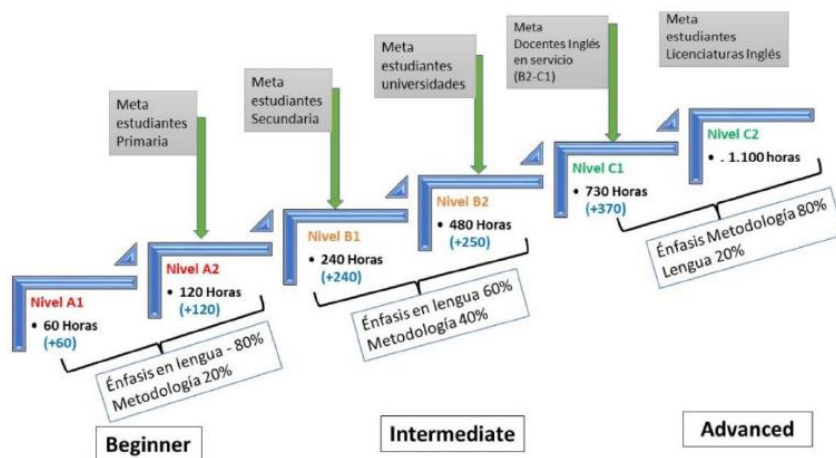 Meta
estudiantes
Primaria
Meta
estudiantes
Secundaria
Meta
estudiantes
universidades
Meta
Docentes Inglés
en servicio
(B2-C1)
Meta
estudiantes
Licenciaturas Inglés
Nivel A1
• 60 Horas
(+60)
Nivel A2
• 120 Horas
(+120)
Nivel B1
• 240 Horas
(+240)
Nivel B2
• 480 Horas
(+250)
Nivel C1
• 730 Horas
(+370)
Nivel C2
• . 1.100 horas
Énfasis en lengua - 80%
Metodología 20%
Énfasis en lengua 60%
Metodología 40%
Énfasis Metodología 80%
Lengua 20%
Beginner
Intermediate
Advanced